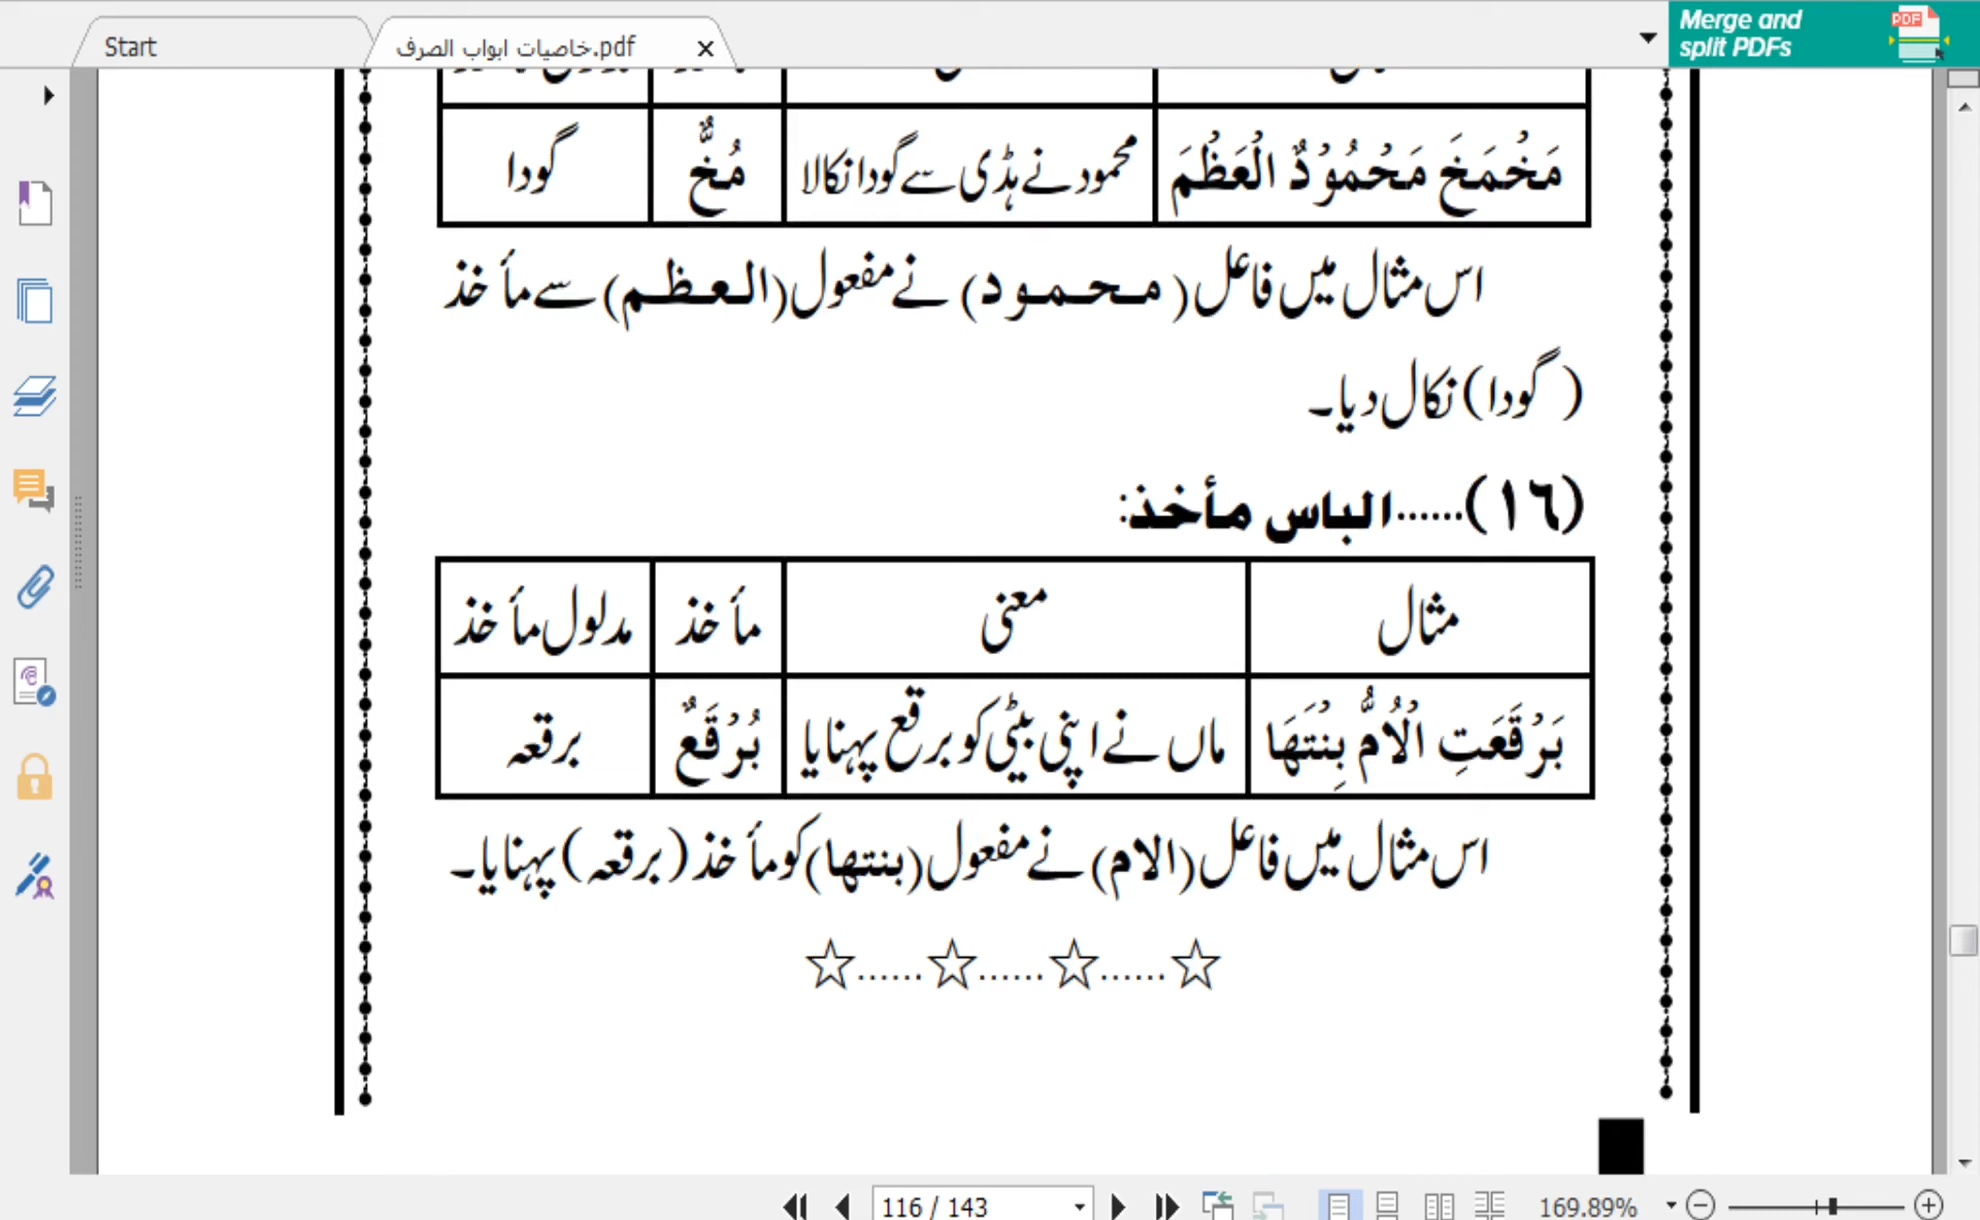 Start
خاصیات ابواب الصرف.pdf
Merge and
split PDFs
PDF
مَخْمَخَ مَحْمُوْدٌ الْعَظْمَ
محمود نے ہڈی سے گودا نکالا
مُخٌّ
گودا
اس مثال میں فاعل (محمود) نے مفعول (العظم) سے مأخذ
(گودا) نکال دیا۔
(١٦)......الباس مأخذ:
مثال
معنی
مأخذ
مدلول مأخذ
بَرْقَعَتِ الْاُمُّ بِنْتَهَا
ماں نے اپنی بیٹی کو برقع پہنایا
بُرْقَعٌ
برقعہ
اس مثال میں فاعل (الام) نے مفعول (بنتها) کو مأخذ (برقعہ) پہنایا۔
☆......☆......☆......☆
116 / 143
169.89%